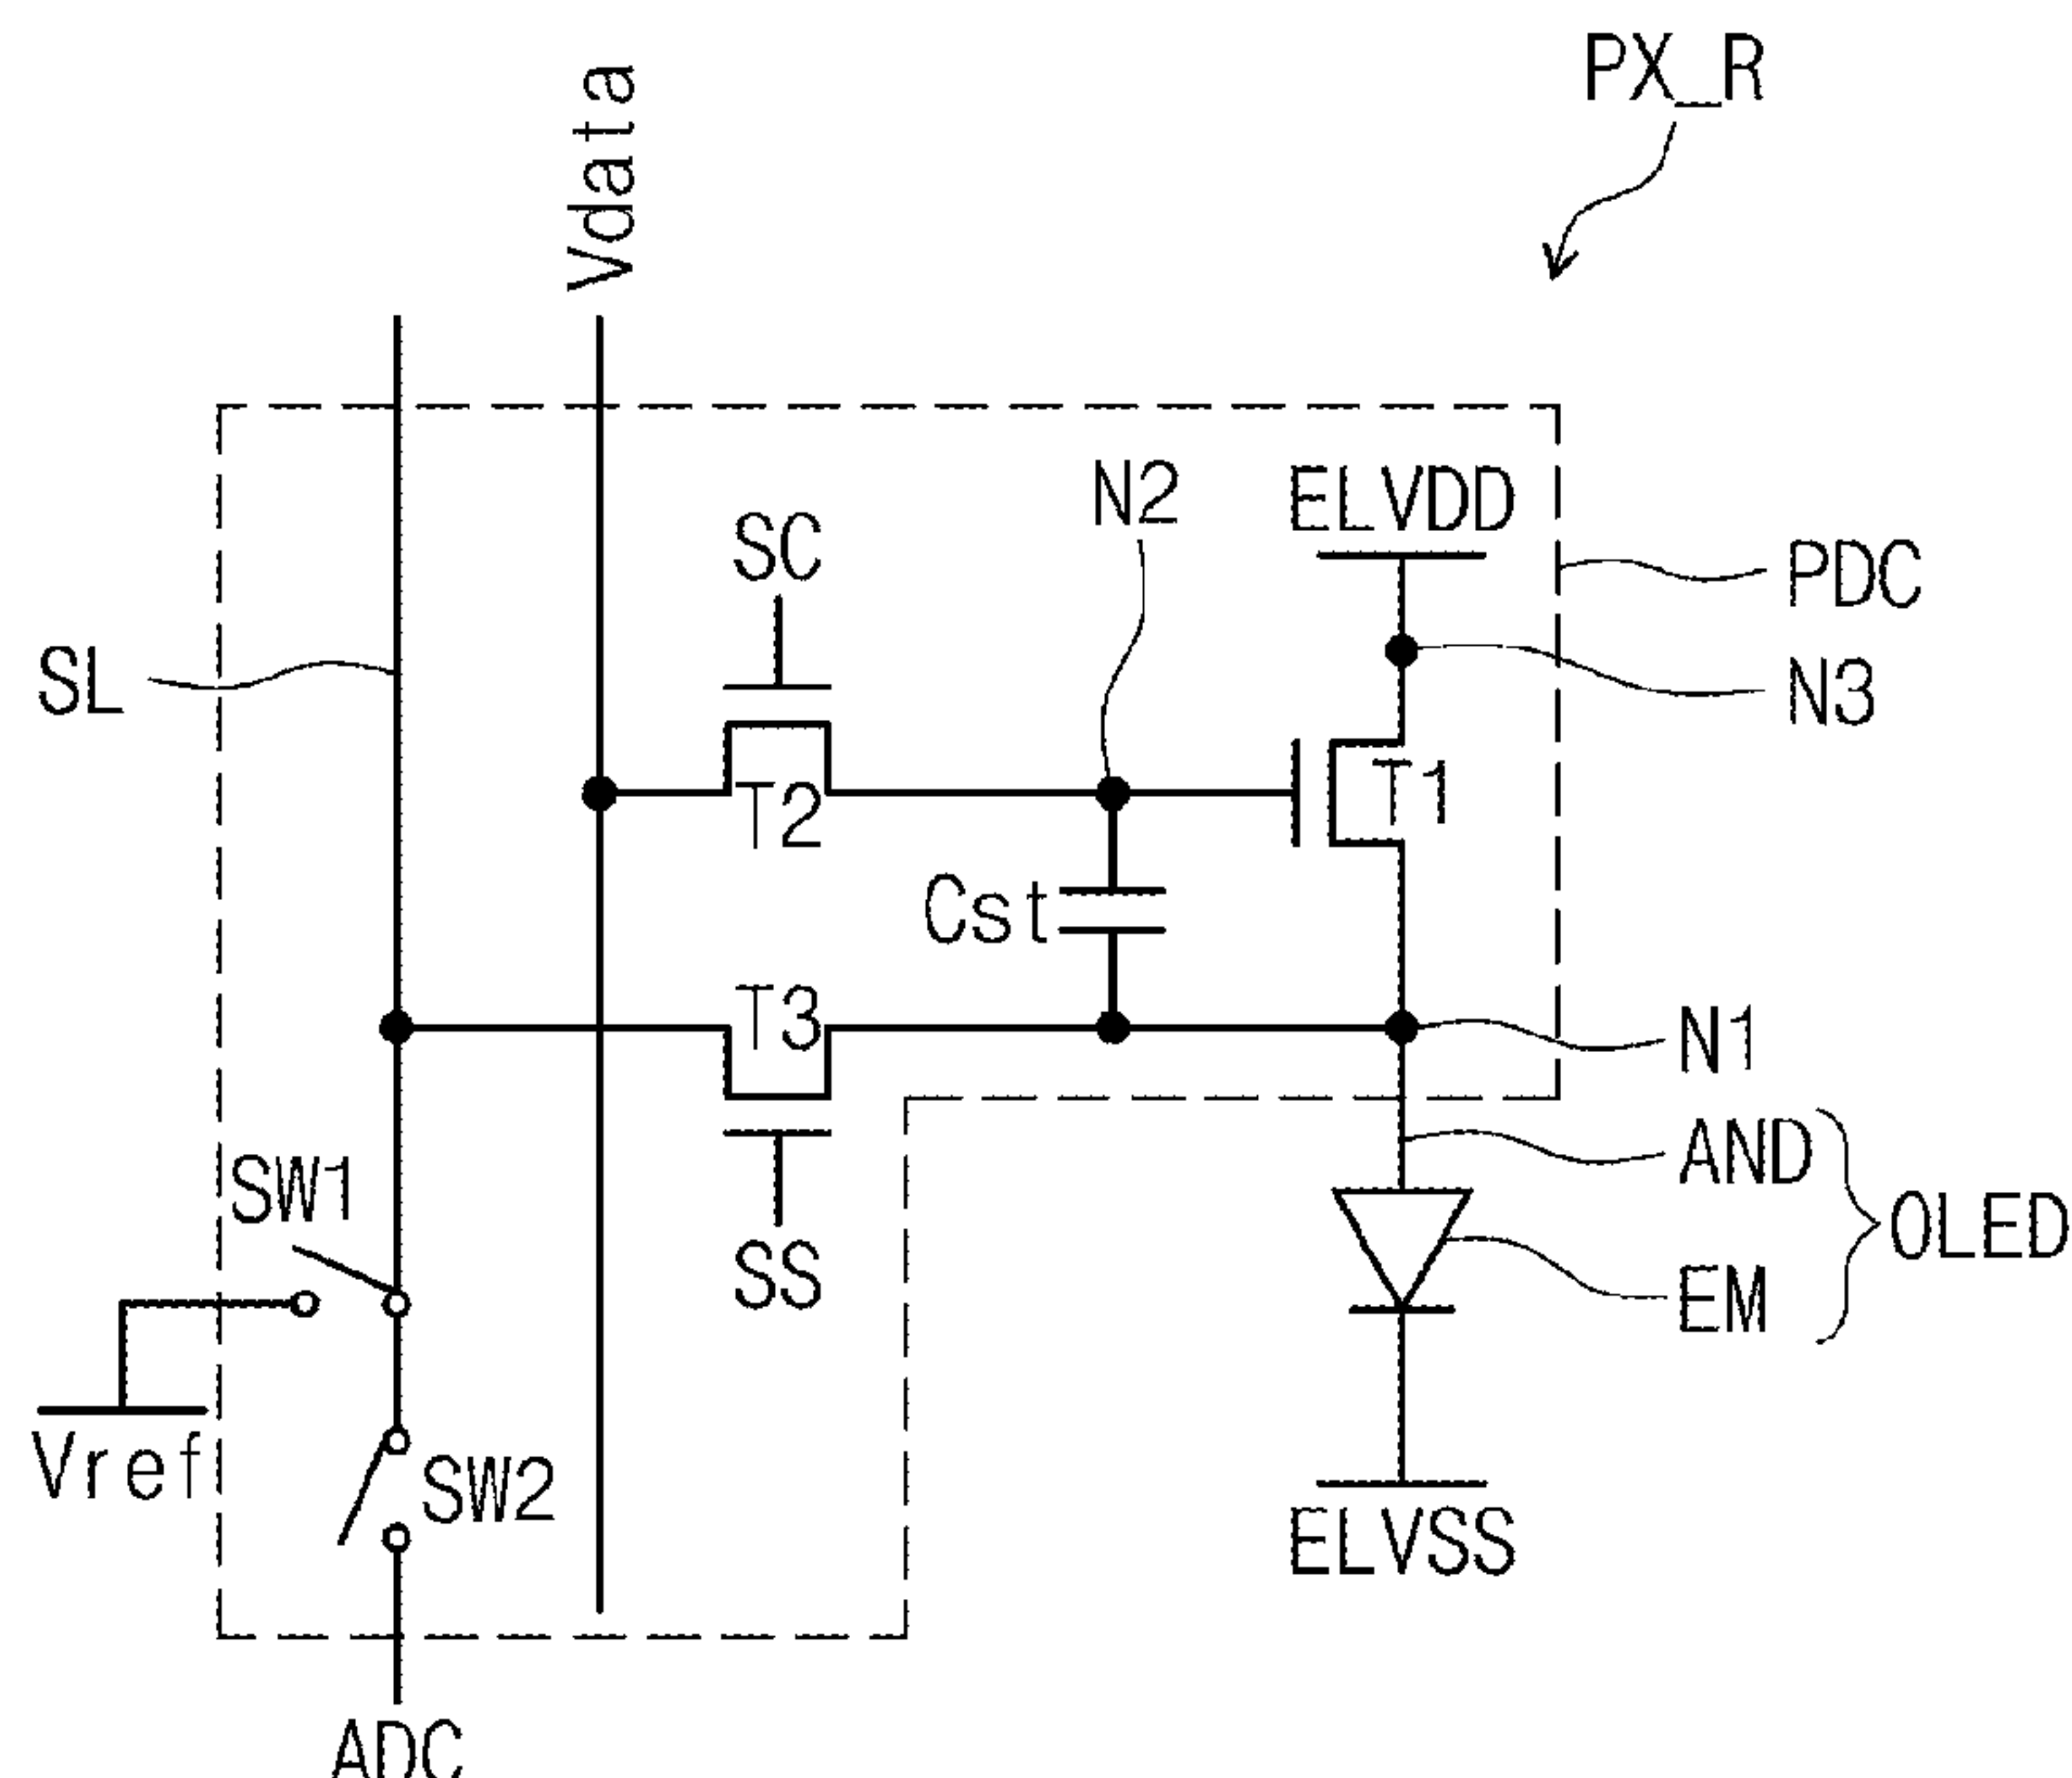 PX_R
Vdata
N2
ELVDD
SC
PDC
SL
N3
T1
T2
Cst
T3
N1
AND
SW1
OLED
SS
EM
Vref
SW2
ELVSS
ADC